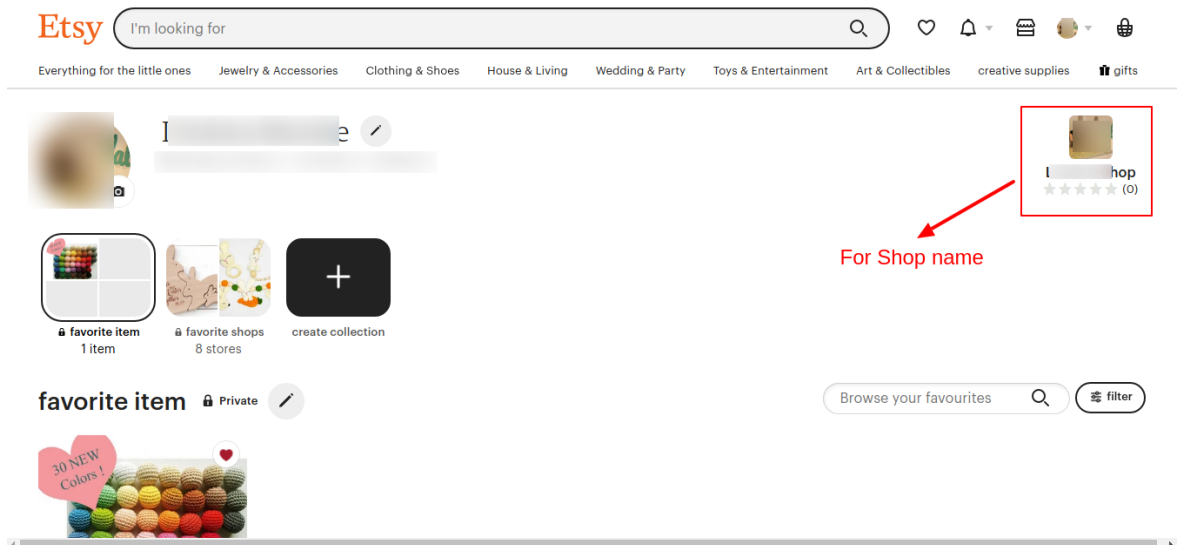 Etsy
I'm looking for
Everything for the little ones Jewelry & Accessories Clothing & Shoes House & Living Wedding & Party Toys & Entertainment Art & Collectibles creative supplies gifts
(0)
For Shop name
favorite item favorite shops create collection
1 item 8 stores
favorite item Private
Browse your favourites filter
30 NEW
Colors !